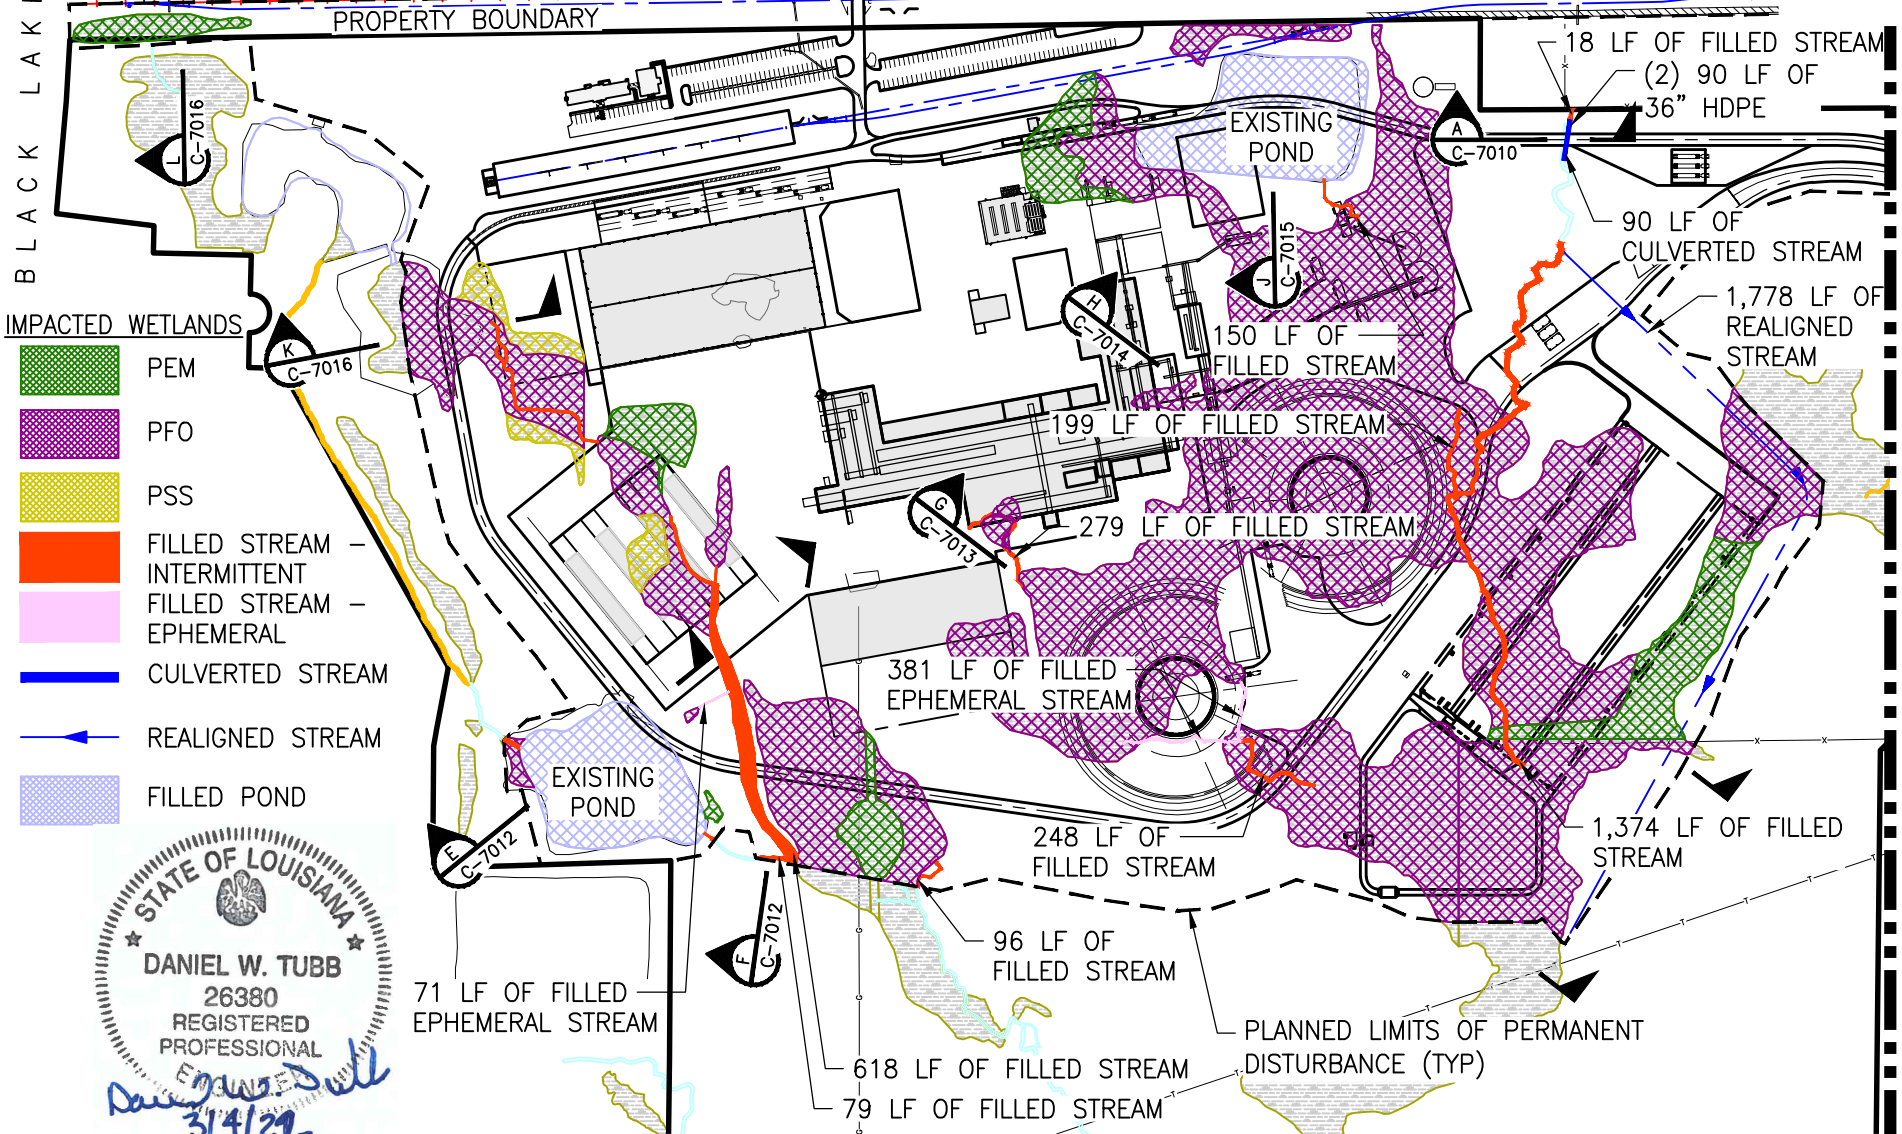 PROPERTY BOUNDARY
BLACK LAKE
18 LF OF FILLED STREAM
(2) 90 LF OF
36" HDPE
EXISTING
POND
A
C-7010
L
C-7016
90 LF OF
CULVERTED STREAM
J
C-7015
1,778 LF OF
REALIGNED
STREAM
H
C-7014
150 LF OF
FILLED STREAM
K
C-7016
IMPACTED WETLANDS
PEM
PFO
PSS
FILLED STREAM -
INTERMITTENT
FILLED STREAM -
EPHEMERAL
CULVERTED STREAM
REALIGNED STREAM
FILLED POND
199 LF OF FILLED STREAM
G
C-7013
279 LF OF FILLED STREAM
381 LF OF FILLED
EPHEMERAL STREAM
EXISTING
POND
E
C-7012
248 LF OF
FILLED STREAM
1,374 LF OF FILLED
STREAM
F
C-7012
96 LF OF
FILLED STREAM
71 LF OF FILLED
EPHEMERAL STREAM
PLANNED LIMITS OF PERMANENT
DISTURBANCE (TYP)
618 LF OF FILLED STREAM
79 LF OF FILLED STREAM
STATE OF LOUISIANA
DANIEL W. TUBB
26380
REGISTERED
PROFESSIONAL
ENGINEER